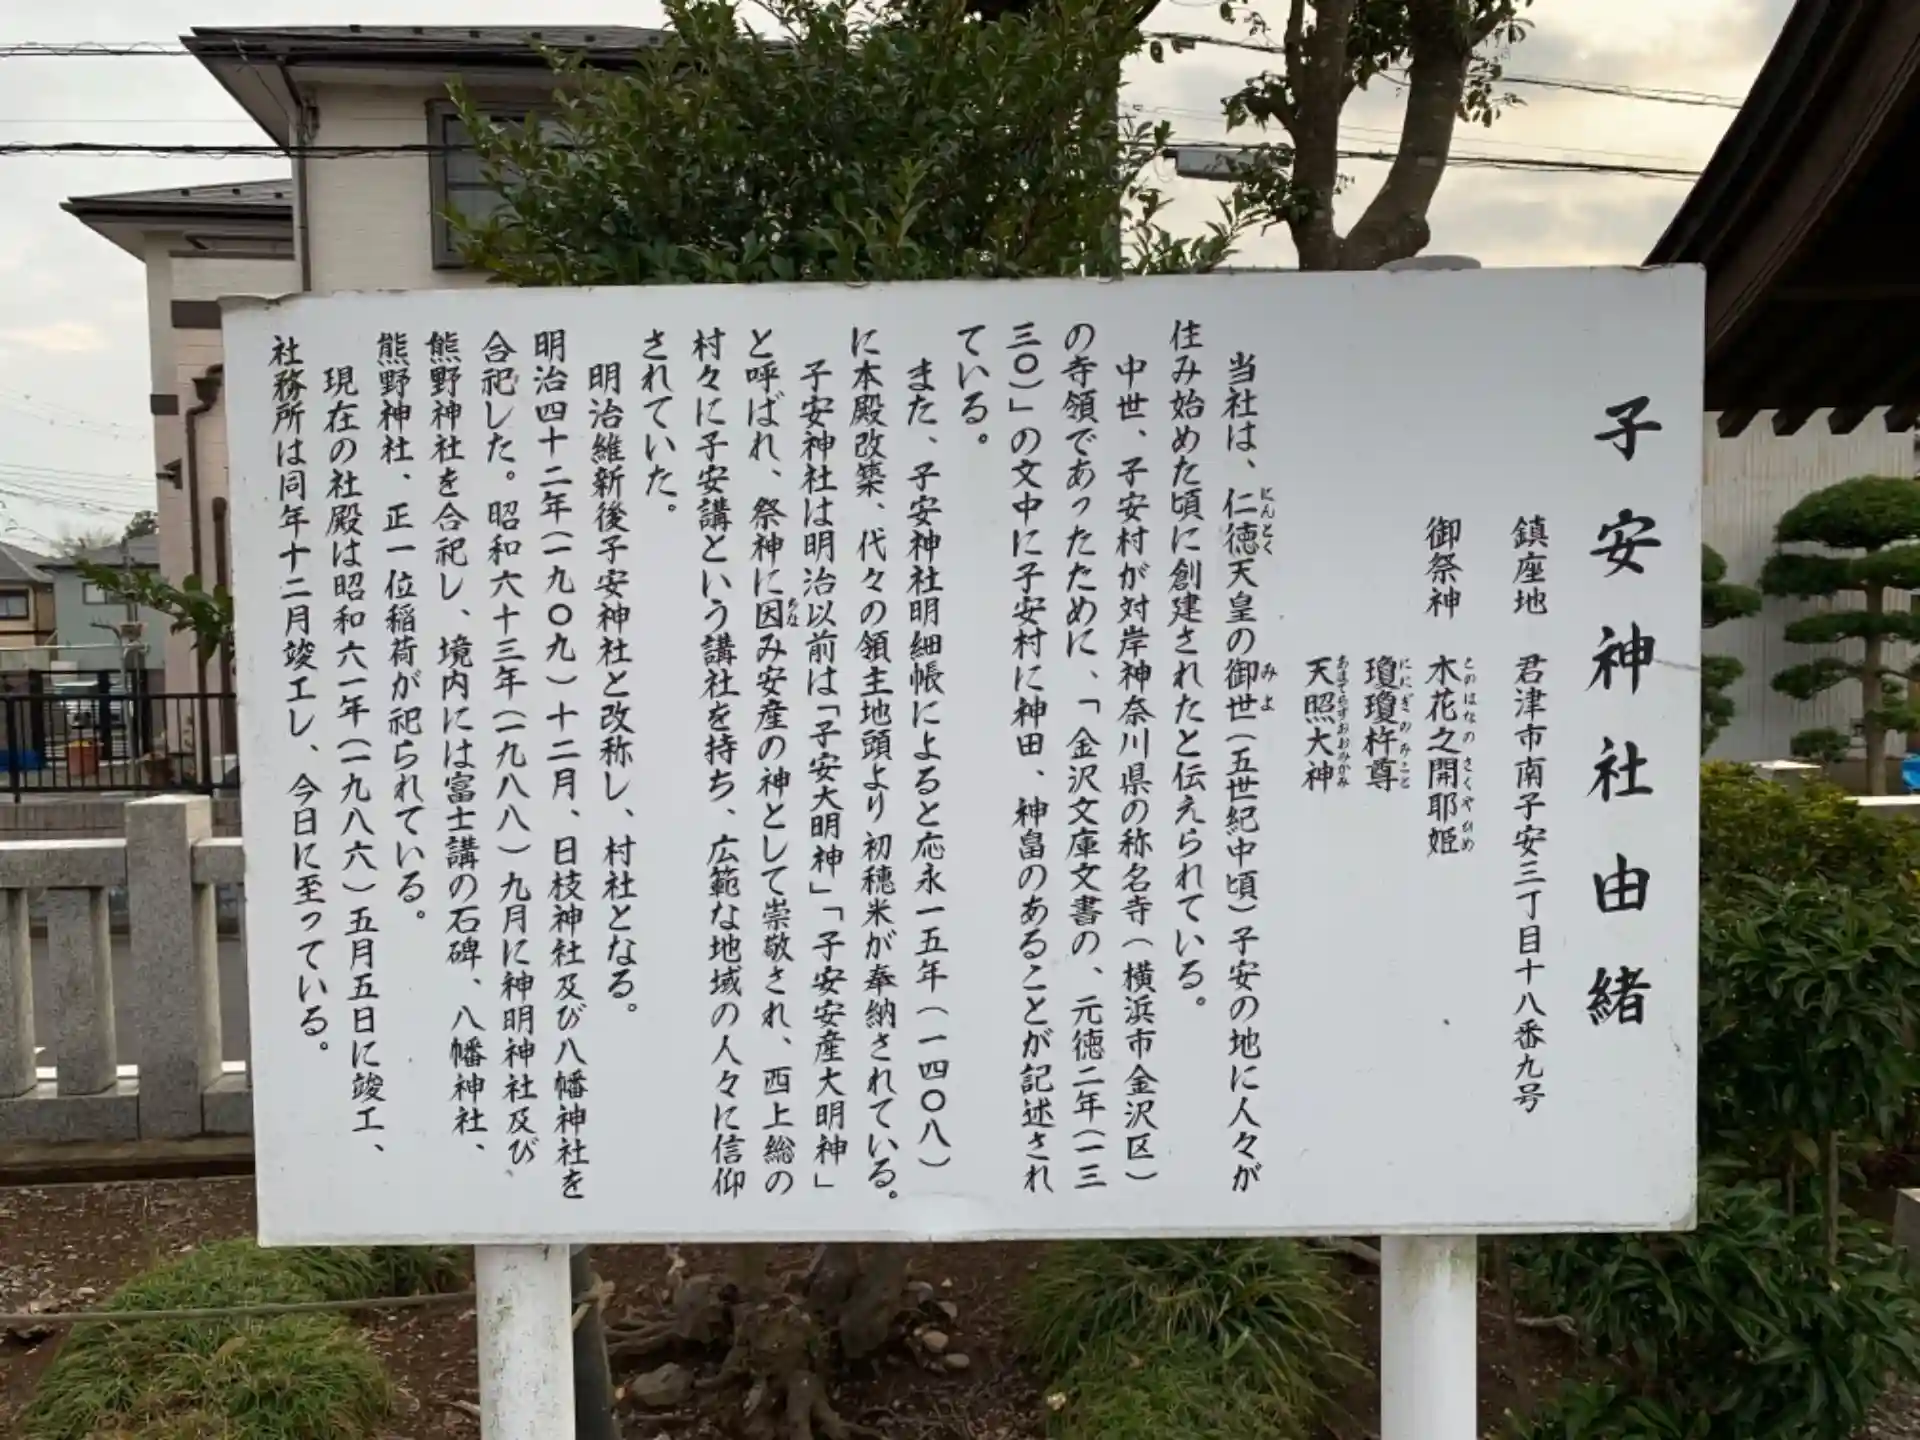 子安神社由緒
鎮座地　君津市南子安三丁目十八番九号
御祭神　木花之開耶姫
瓊瓊杵尊
天照大神
当社は、仁徳天皇の御世(五世紀中頃)子安の地に人々が
住み始めた頃に創建されたと伝えられている。
中世、子安村が対岸神奈川県の称名寺(横浜市金沢区)
の寺領であったために、「金沢文庫文書の、元徳二年(一三
三〇)」の文中に子安村に神田、神畠のあることが記述され
ている。
また、子安神社明細帳によると応永一五年(一四〇八)
に本殿改築、代々の領主地頭より初穂米が奉納されている。
子安神社は明治以前は「子安大明神」「子安安産大明神」
と呼ばれ、祭神に因み安産の神として崇敬され、西上総の
村々に子安講という講社を持ち、広範な地域の人々に信仰
されていた。
明治維新後子安神社と改称し、村社となる。
明治四十二年(一九〇九)十二月、日枝神社及び八幡神社を
合祀した。昭和六十三年(一九八八)九月に神明神社及び
熊野神社を合祀し、境内には富士講の石碑、八幡神社、
熊野神社、正一位稲荷が祀られている。
現在の社殿は昭和六一年(一九八六)五月五日に竣工、
社務所は同年十二月竣工し、今日に至っている。